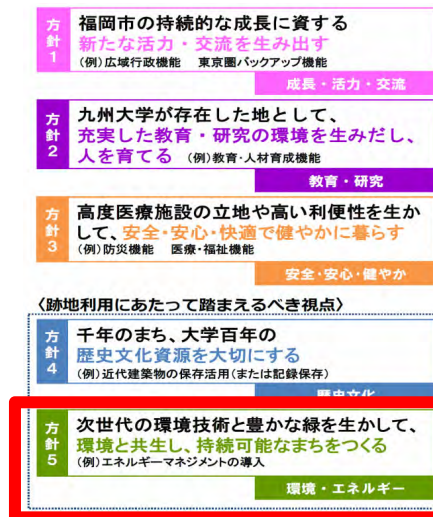 方針1
福岡市の持続的な成長に資する
新たな活力・交流を生み出す
(例)広域行政機能 東京圏バックアップ機能
成長・活力・交流
方針2
九州大学が存在した地として、
充実した教育・研究の環境を生みだし、
人を育てる (例)教育・人材育成機能
教育・研究
方針3
高度医療施設の立地や高い利便性を生か
して、安全・安心・快適で健やかに暮らす
(例)防災機能 医療・福祉機能
安全・安心・健やか
〈跡地利用にあたって踏まえるべき視点〉
方針4
千年のまち、大学百年の
歴史文化資源を大切にする
(例)近代建築物の保存活用(または記録保存)
歴史文化
方針5
次世代の環境技術と豊かな緑を生かして、
環境と共生し、持続可能なまちをつくる
(例)エネルギーマネジメントの導入
環境・エネルギー